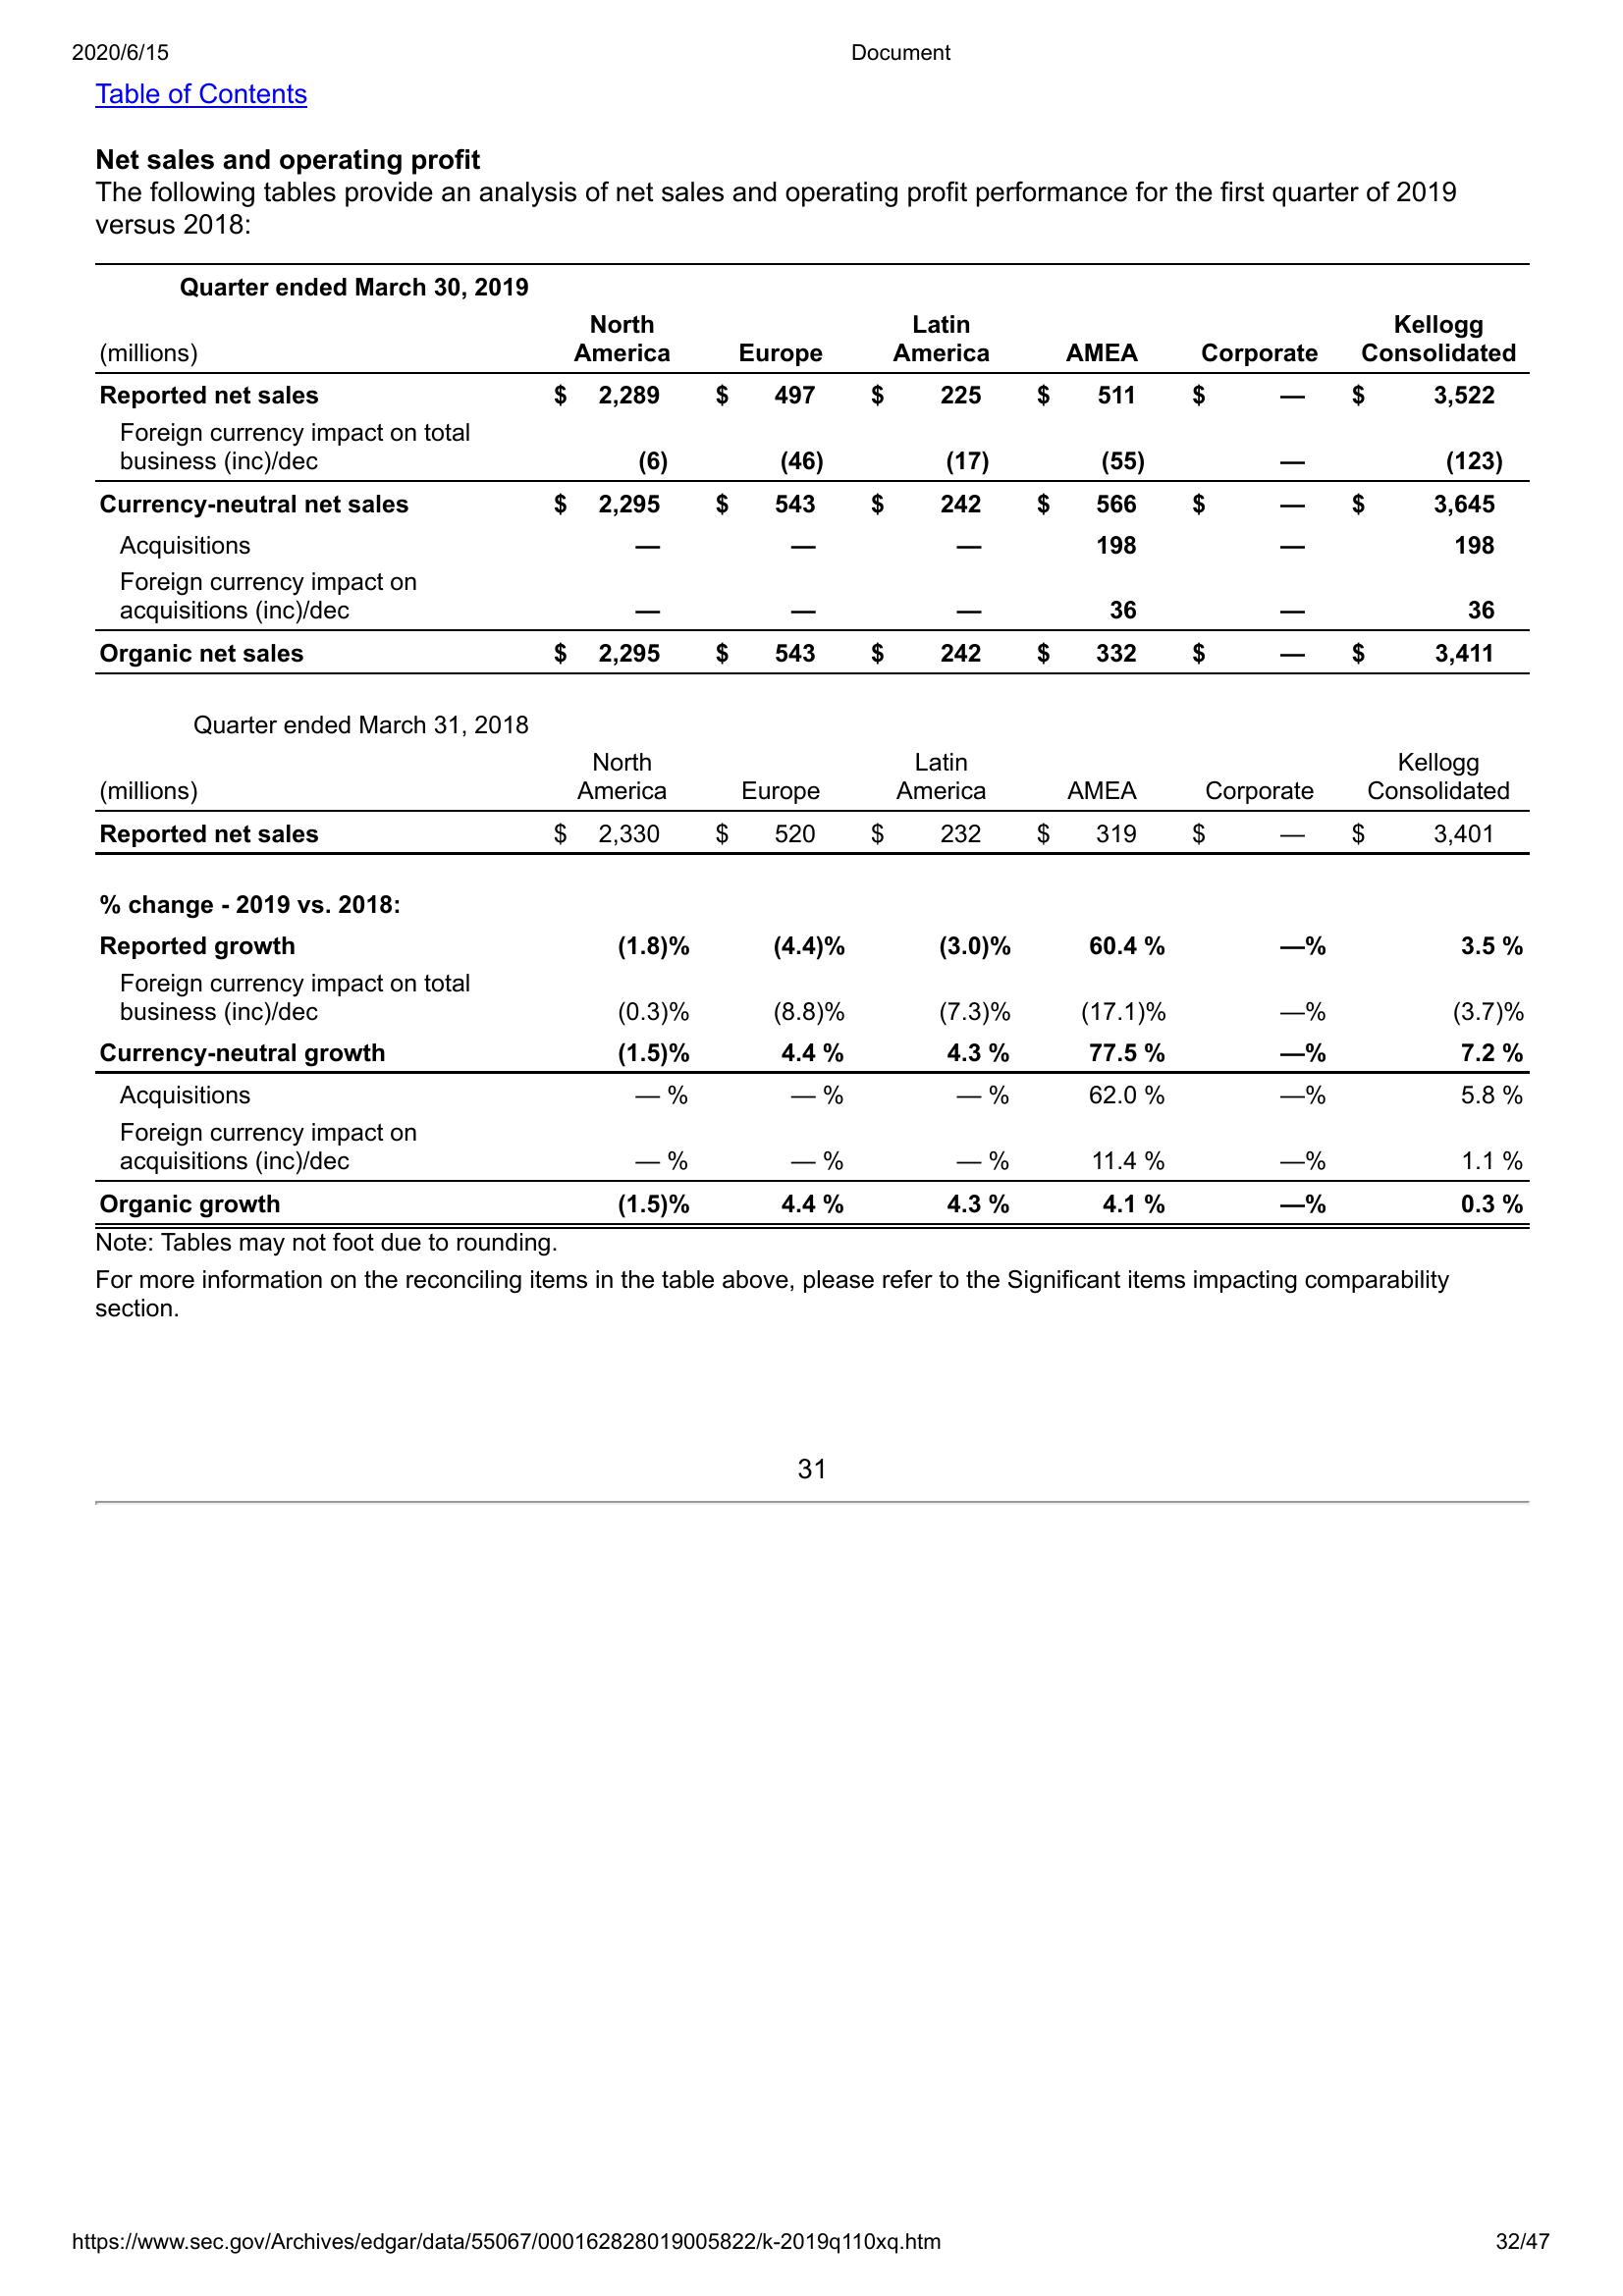 2020/6/15 Document
Table of Contents
Net sales and operating profit
The following tables provide an analysis of net sales and operating profit performance for the first quarter of 2019
versus 2018:
Quarter ended March 30, 2019
(millions) North America Europe Latin America AMEA Corporate Kellogg Consolidated
Reported net sales $ 2,289 $ 497 $ 225 $ 511 $ — $ 3,522
Foreign currency impact on total
business (inc)/dec (6) (46) (17) (55) — (123)
Currency-neutral net sales $ 2,295 $ 543 $ 242 $ 566 $ — $ 3,645
Acquisitions — — — 198 — 198
Foreign currency impact on
acquisitions (inc)/dec — — — 36 — 36
Organic net sales $ 2,295 $ 543 $ 242 $ 332 $ — $ 3,411
Quarter ended March 31, 2018
(millions) North America Europe Latin America AMEA Corporate Kellogg Consolidated
Reported net sales $ 2,330 $ 520 $ 232 $ 319 $ — $ 3,401
% change - 2019 vs. 2018:
Reported growth (1.8)% (4.4)% (3.0)% 60.4 % —% 3.5 %
Foreign currency impact on total
business (inc)/dec (0.3)% (8.8)% (7.3)% (17.1)% —% (3.7)%
Currency-neutral growth (1.5)% 4.4 % 4.3 % 77.5 % —% 7.2 %
Acquisitions — % — % — % 62.0 % —% 5.8 %
Foreign currency impact on
acquisitions (inc)/dec — % — % — % 11.4 % —% 1.1 %
Organic growth (1.5)% 4.4 % 4.3 % 4.1 % —% 0.3 %
Note: Tables may not foot due to rounding.
For more information on the reconciling items in the table above, please refer to the Significant items impacting comparability
section.
31
https://www.sec.gov/Archives/edgar/data/55067/000162828019005822/k-2019q110xq.htm 32/47